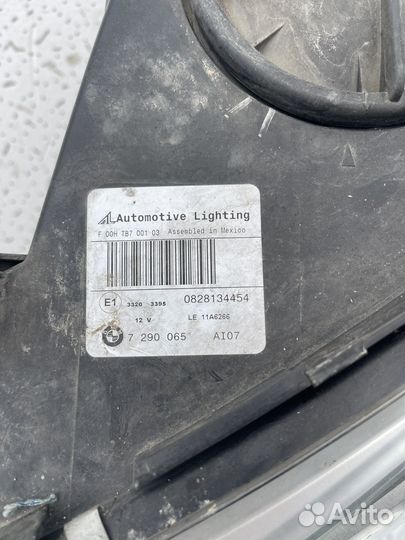 AL Automotive Lighting
F 00H TB7 001 03 Assembled in Mexico
E1 3320 3395 0828134454
12 V LE 11A6266
7 290 065 AI07
Avito